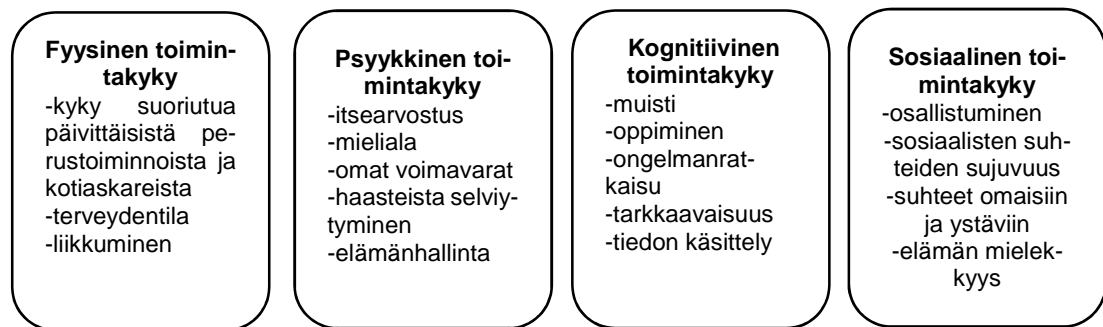 Fyysinen toimin-
takyky
-kyky suoriutua
päivittäisistä pe-
rustoiminnoista ja
kotiaskareista
-terveydentila
-liikkuminen
Psyykkinen toi-
mintakyky
-itsearvostus
-mieliala
-omat voimavarat
-haasteista selviy-
tyminen
-elämänhallinta
Kognitiivinen
toimintakyky
-muisti
-oppiminen
-ongelmanrat-
kaisu
-tarkkaavaisuus
-tiedon käsittely
Sosiaalinen toi-
mintakyky
-osallistuminen
-sosiaalisten suh-
teiden sujuvuus
-suhteet omaisiin
ja ystäviin
-elämän mielek-
kyys